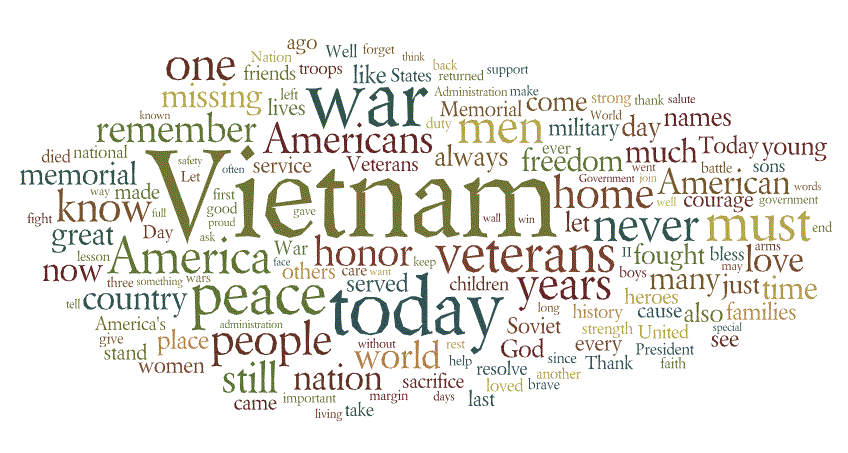 ago Well forget think
one Nation friends troops like States back returned support
missing left lives war Administration make
known remember Americans Memorial come strong thank salute
duty men World military day names
died national safety Let often service Veterans always ever freedom much Today young
memorial Vietnam went battle sons
way made first Government join American words
know full good gave wall win home well courage government
fight proud let never must end
great Day ask War honor keep veterans II fought bless arms
lesson America face others care want boys may love
now three something wars served children years many just time
tell country peace today heroes
America's administration long history cause also families
give place people without Soviet strength United special
stand world rest God every President see
women help since Thank faith
still nation sacrifice resolve another
loved brave
came important margin days last
living take